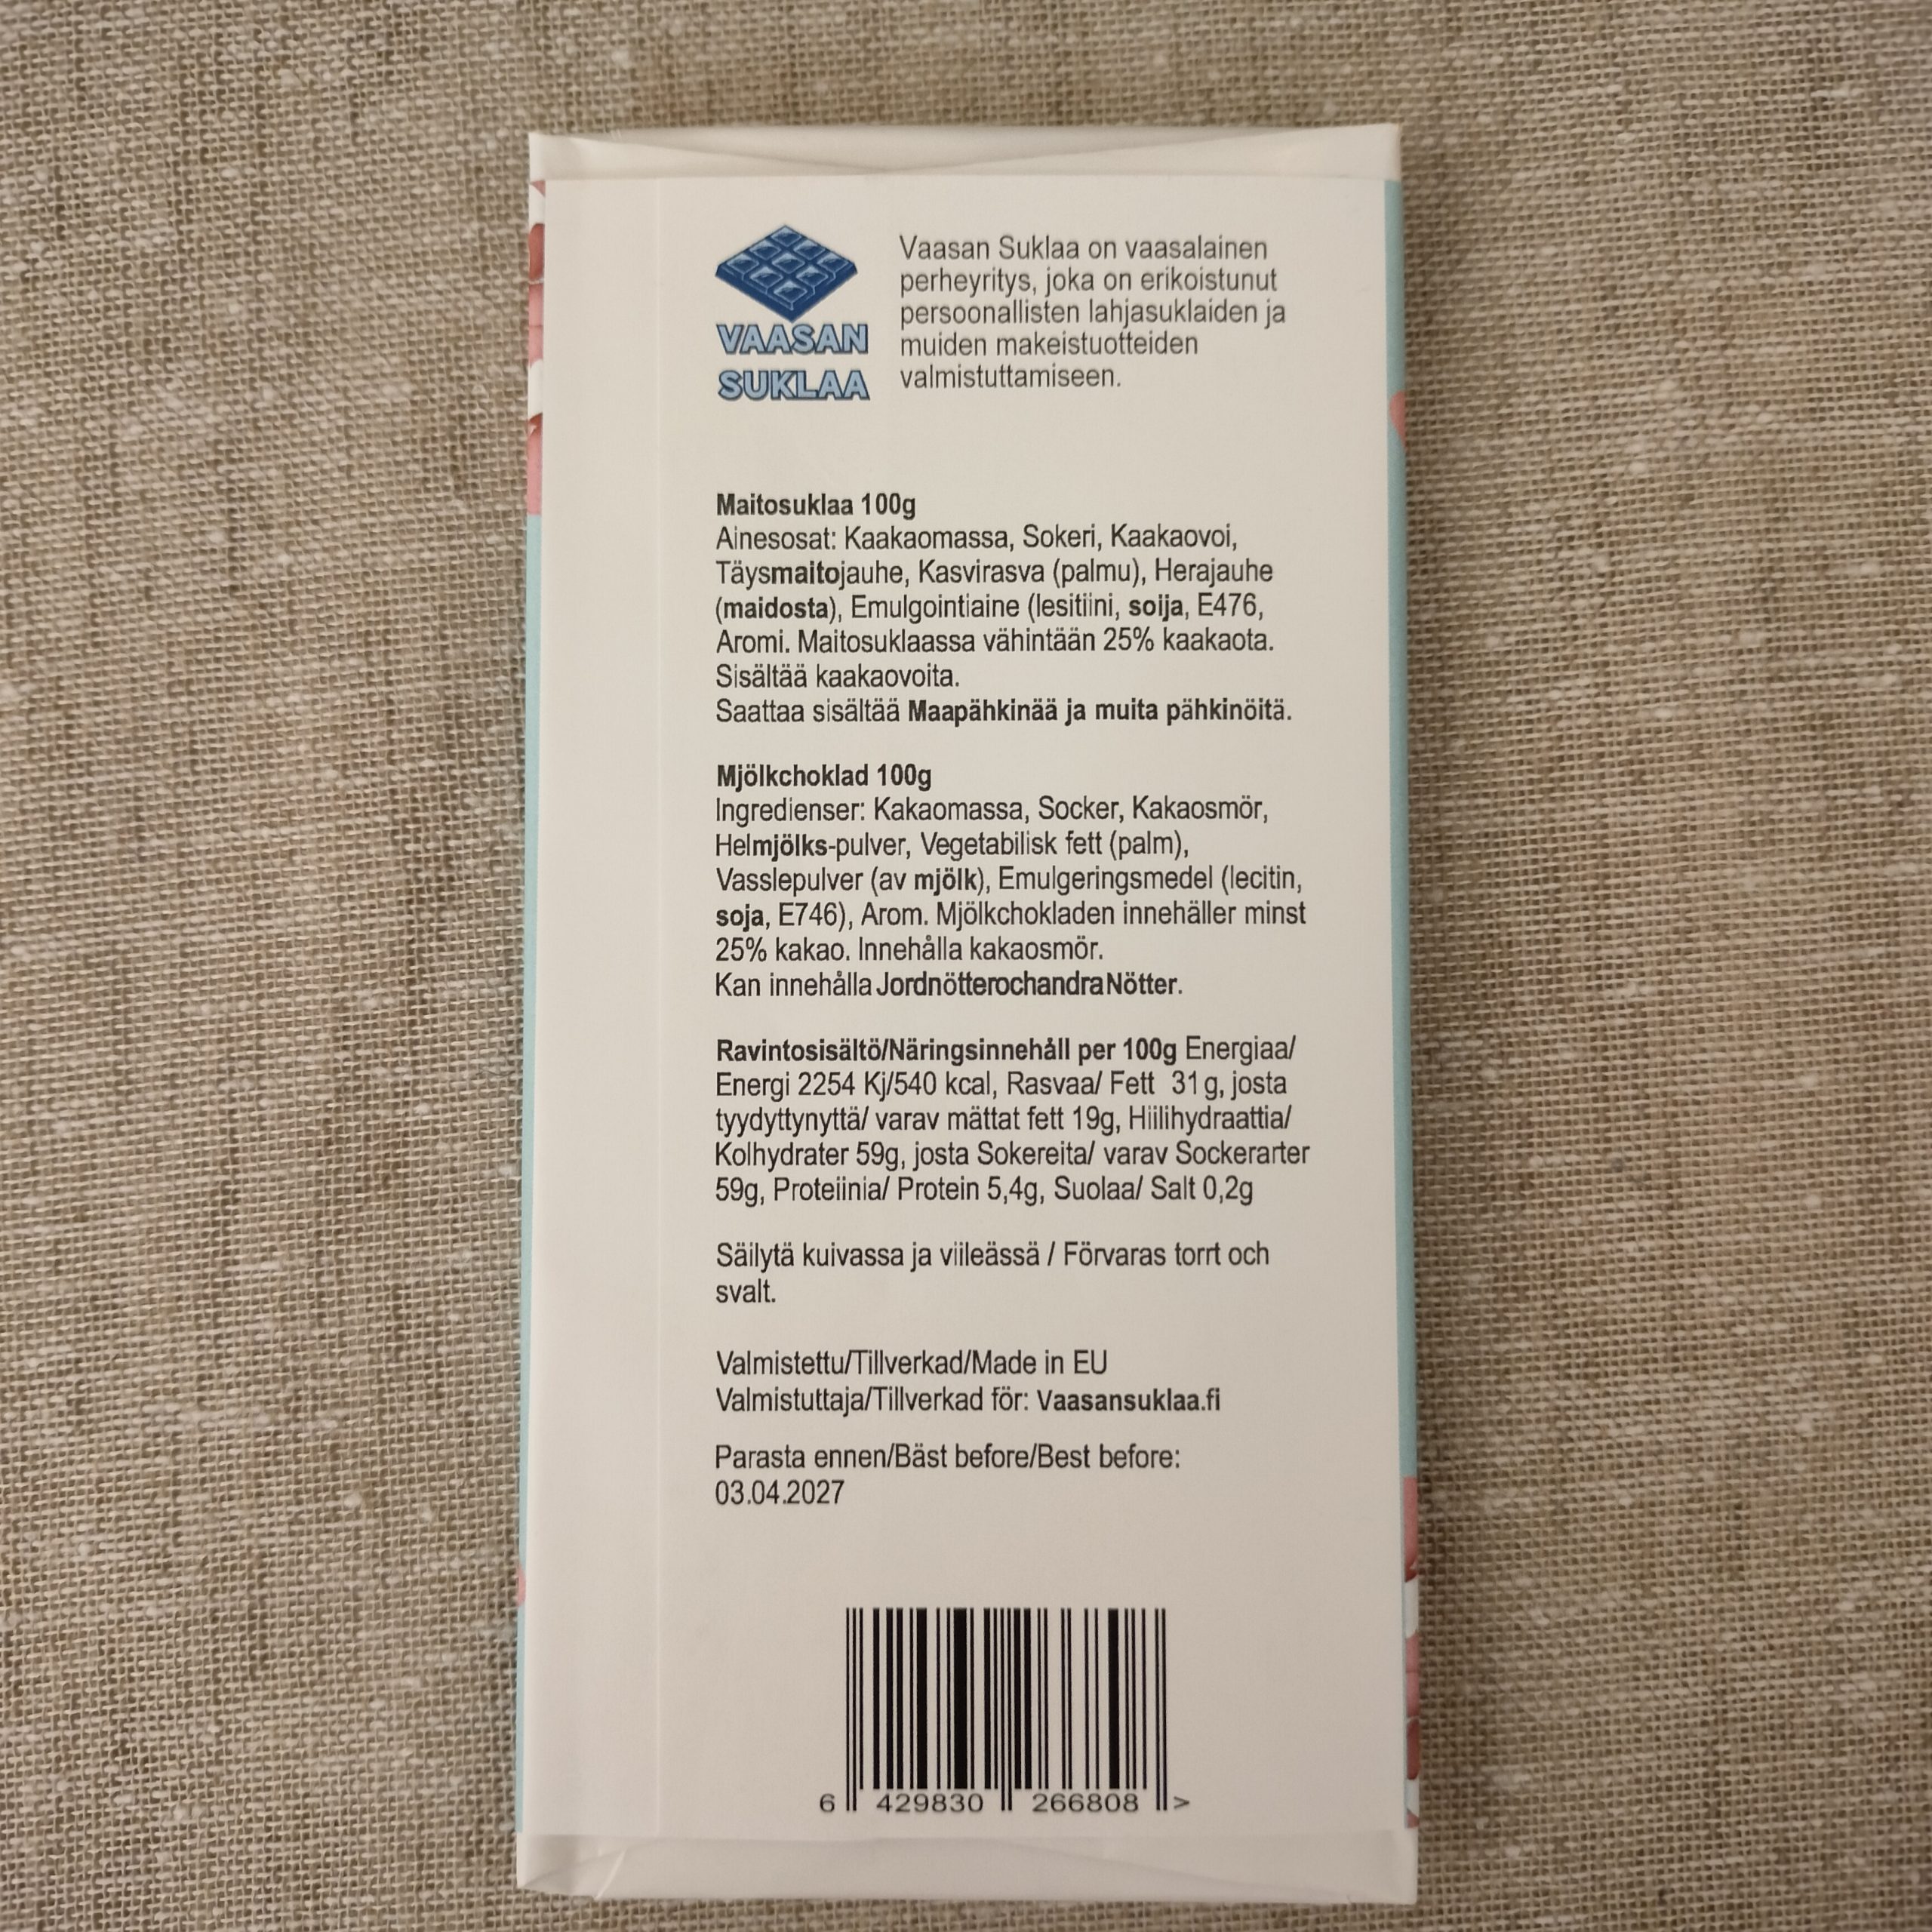 VAASAN
SUKLAA
Vaasan Suklaa on vaasalainen
perheyritys, joka on erikoistunut
persoonallisten lahjasuklaiden ja
muiden makeistuotteiden
valmistuttamiseen.
Maitosuklaa 100g
Ainesosat: Kaakaomassa, Sokeri, Kaakaovoi,
Täysmaitojauhe, Kasvirasva (palmu), Herajauhe
(maidosta), Emulgointiaine (lesitiini, soija, E476,
Aromi. Maitosuklaassa vähintään 25% kaakaota.
Sisältää kaakaovoita.
Saattaa sisältää Maapähkinää ja muita pähkinöitä.
Mjölkchoklad 100g
Ingredienser: Kakaomassa, Socker, Kakaosmör,
Helmjölks-pulver, Vegetabilisk fett (palm),
Vasslepulver (av mjölk), Emulgeringsmedel (lecitin,
soja, E746), Arom. Mjölkchokladen innehäller minst
25% kakao. Innehålla kakaosmör.
Kan innehålla JordnötterochandraNötter.
Ravintosisältö/Näringsinnehåll per 100g Energiaa/
Energi 2254 Kj/540 kcal, Rasvaa/ Fett 31 g, josta
tyydyttynyttä/ varav mättat fett 19g, Hiilihydraattia/
Kolhydrater 59g, josta Sokereita/ varav Sockerarter
59g, Proteiinia/ Protein 5,4g, Suolaa/ Salt 0,2g
Säilytä kuivassa ja viileässä / Förvaras torrt och
svalt.
Valmistettu/Tillverkad/Made in EU
Valmistuttaja/Tillverkad för: Vaasansuklaa.fi
Parasta ennen/Bäst before/Best before:
03.04.2027
6 429830 266808 >